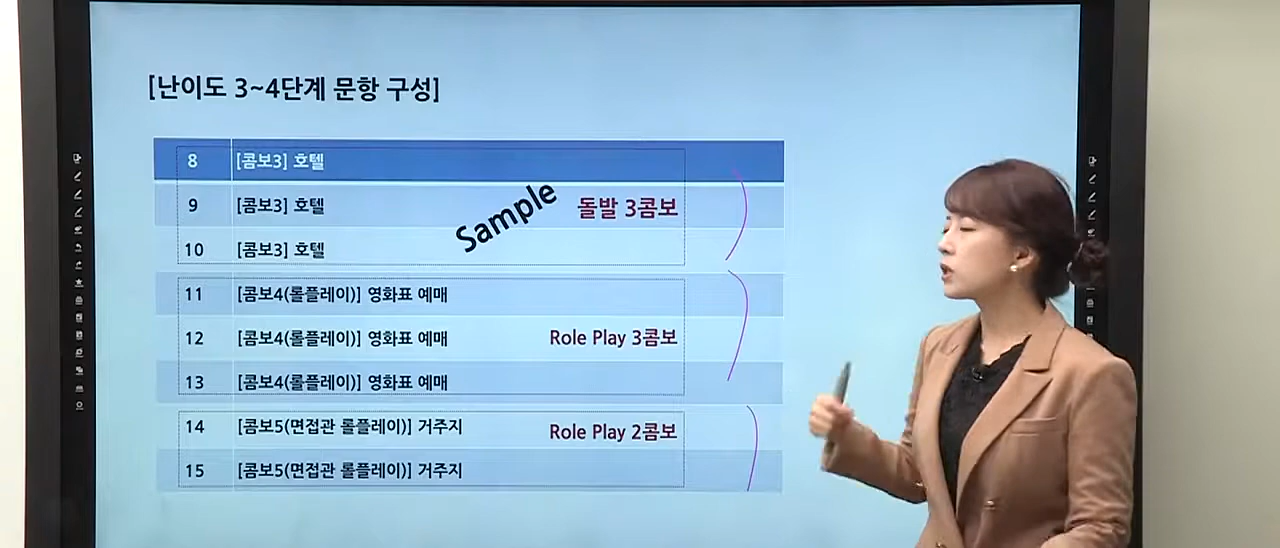 [난이도 3~4단계 문항 구성]
8 [콤보3] 호텔
9 [콤보3] 호텔
Sample
돌발 3콤보
10 [콤보3] 호텔
11 [콤보4(롤플레이)] 영화표 예매
12 [콤보4(롤플레이)] 영화표 예매
Role Play 3콤보
13 [콤보4(롤플레이)] 영화표 예매
14 [콤보5(면접관 롤플레이)] 거주지
Role Play 2콤보
15 [콤보5(면접관 롤플레이)] 거주지